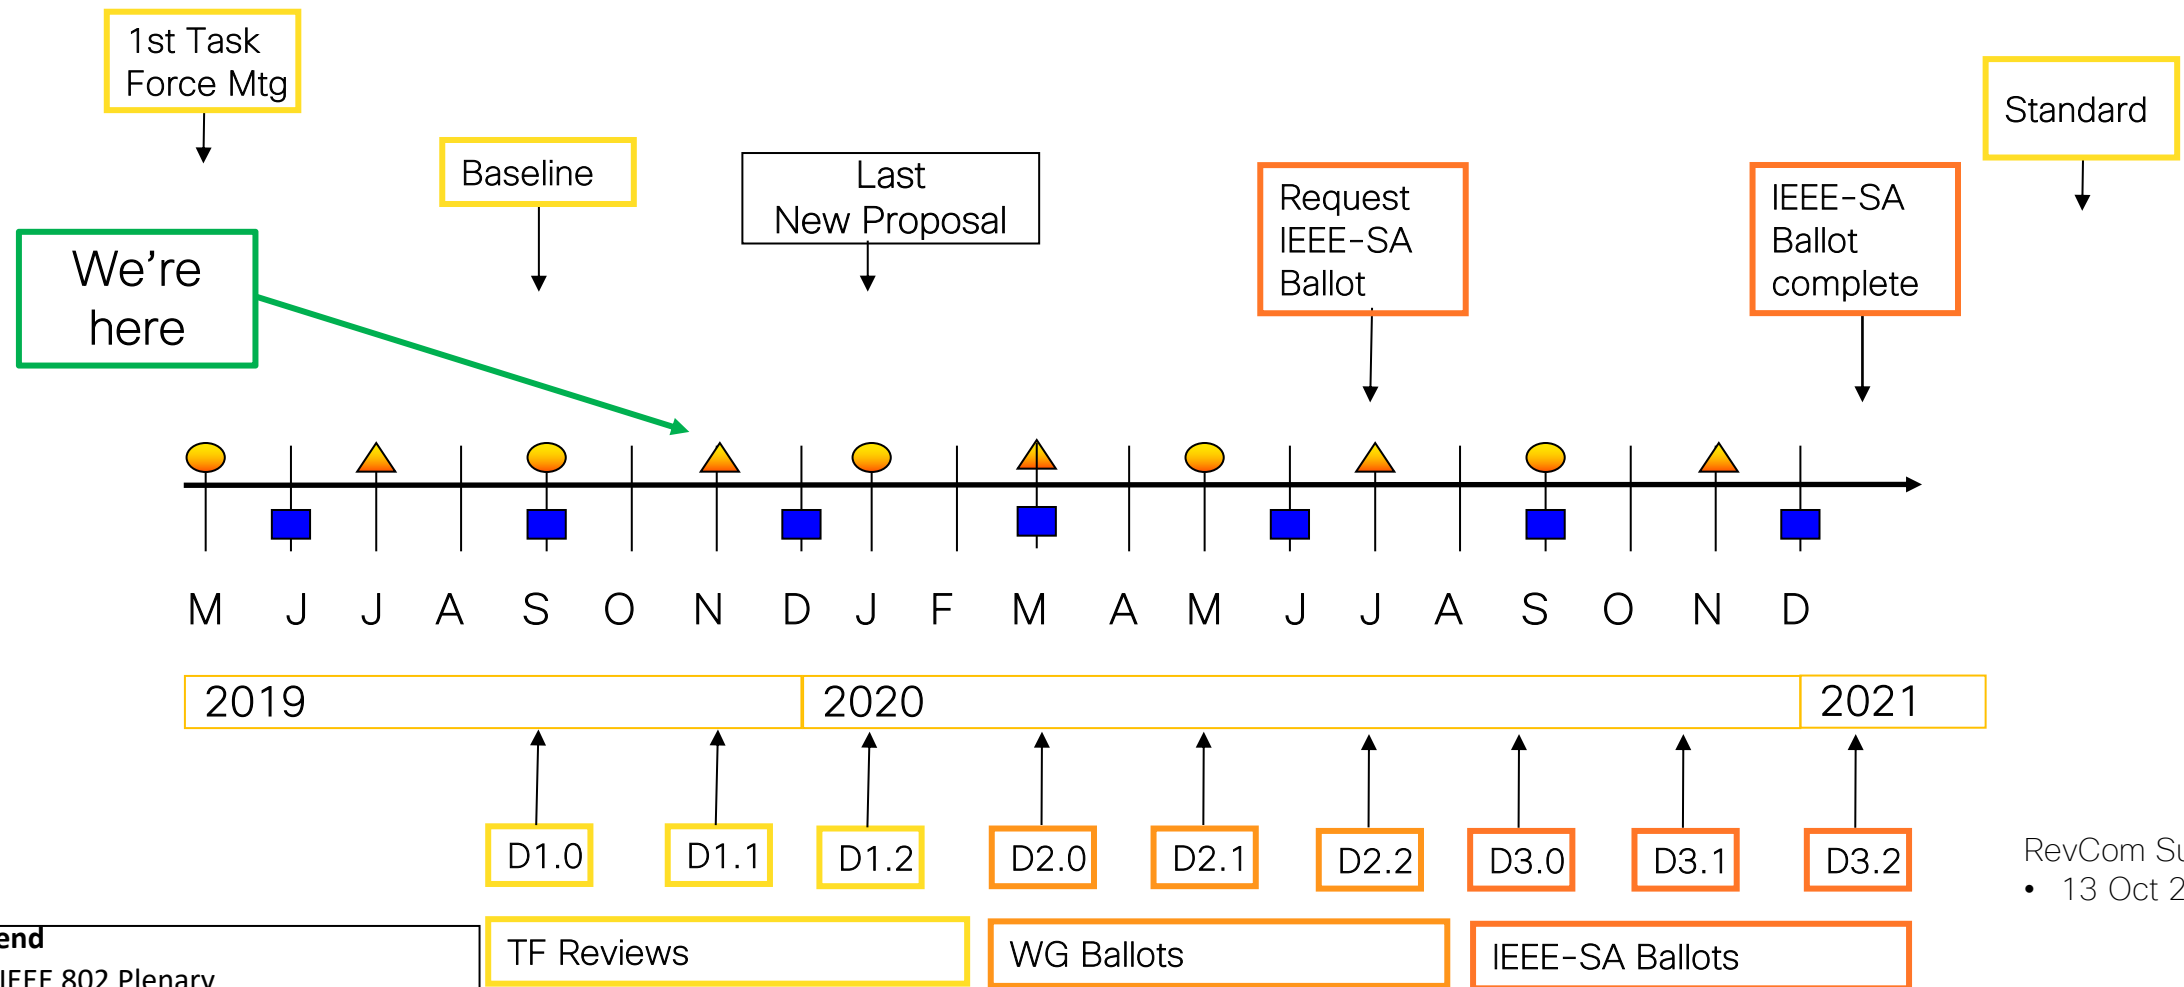 1st Task
Force Mtg
Standard
Baseline
Last
New Proposal
Request
IEEE-SA
Ballot
IEEE-SA
Ballot
complete
We're
here
M J J A S O N D J F M A M J J A S O N D
2019 2020 2021
D1.0 D1.1 D1.2 D2.0 D2.1 D2.2 D3.0 D3.1 D3.2
RevCom
• 13 Oct
TF Reviews WG Ballots IEEE-SA Ballots
IEEE 802 Plenary